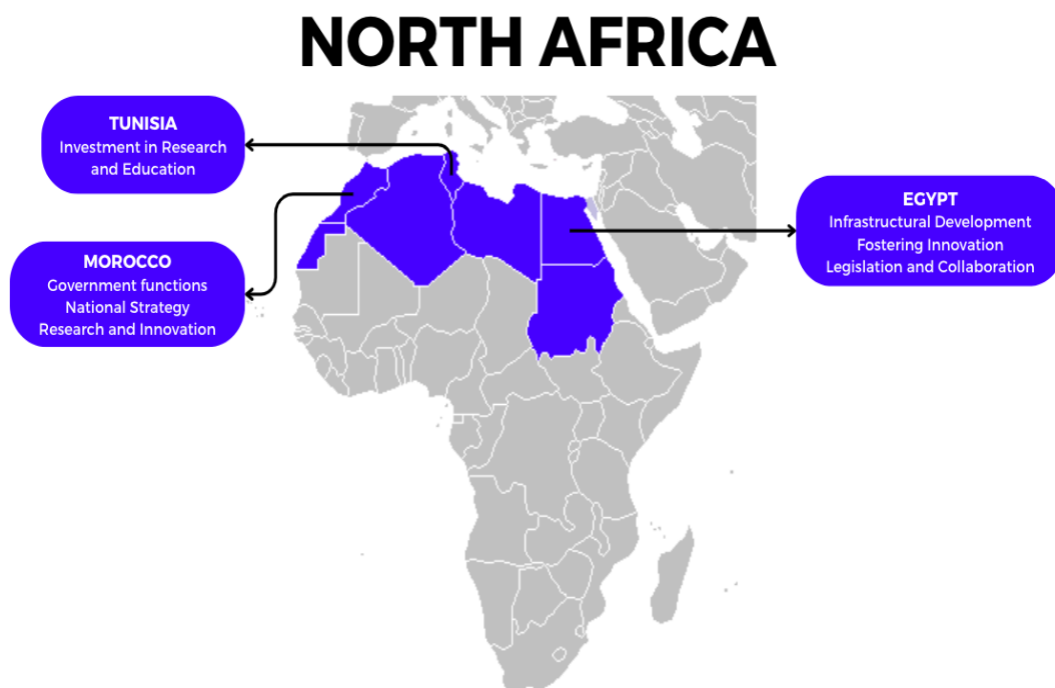 NORTH AFRICA
TUNISIA
Investment in Research
and Education
MOROCCO
Government functions
National Strategy
Research and Innovation
EGYPT
Infrastructural Development
Fostering Innovation
Legislation and Collaboration